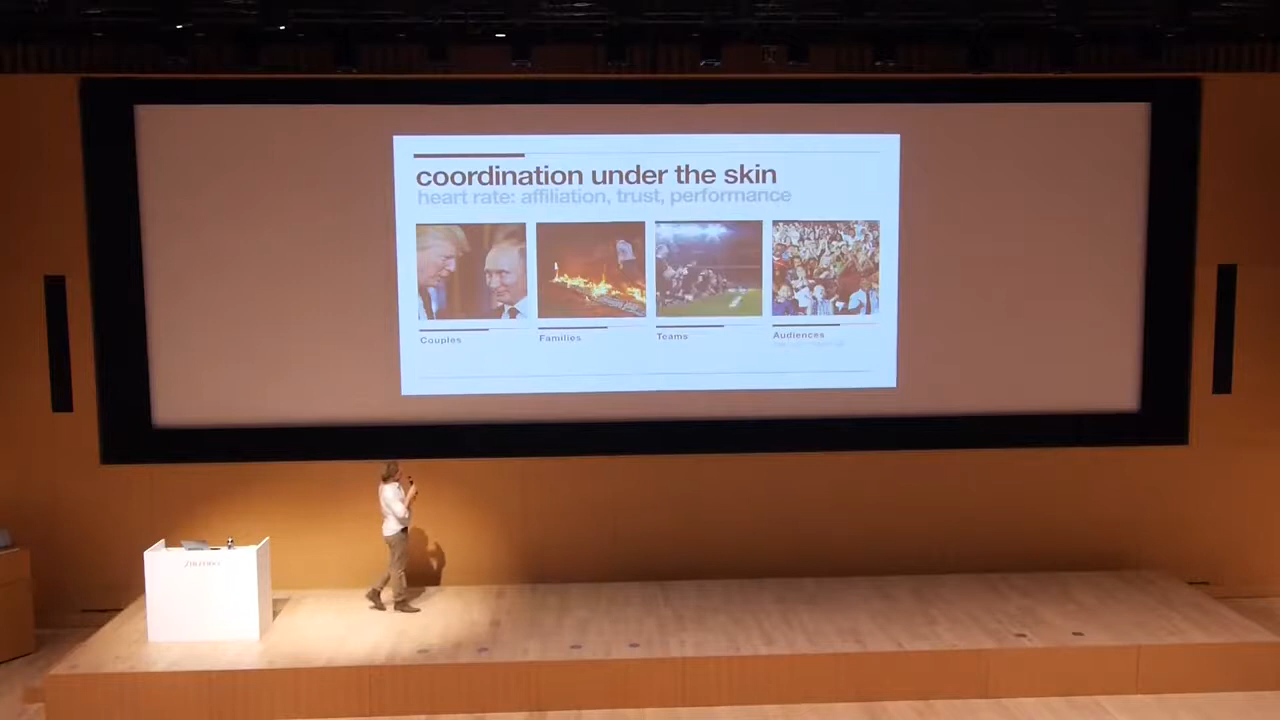 coordination under the skin
heart rate: affiliation, trust, performance
Couples
Families
Teams
Audiences